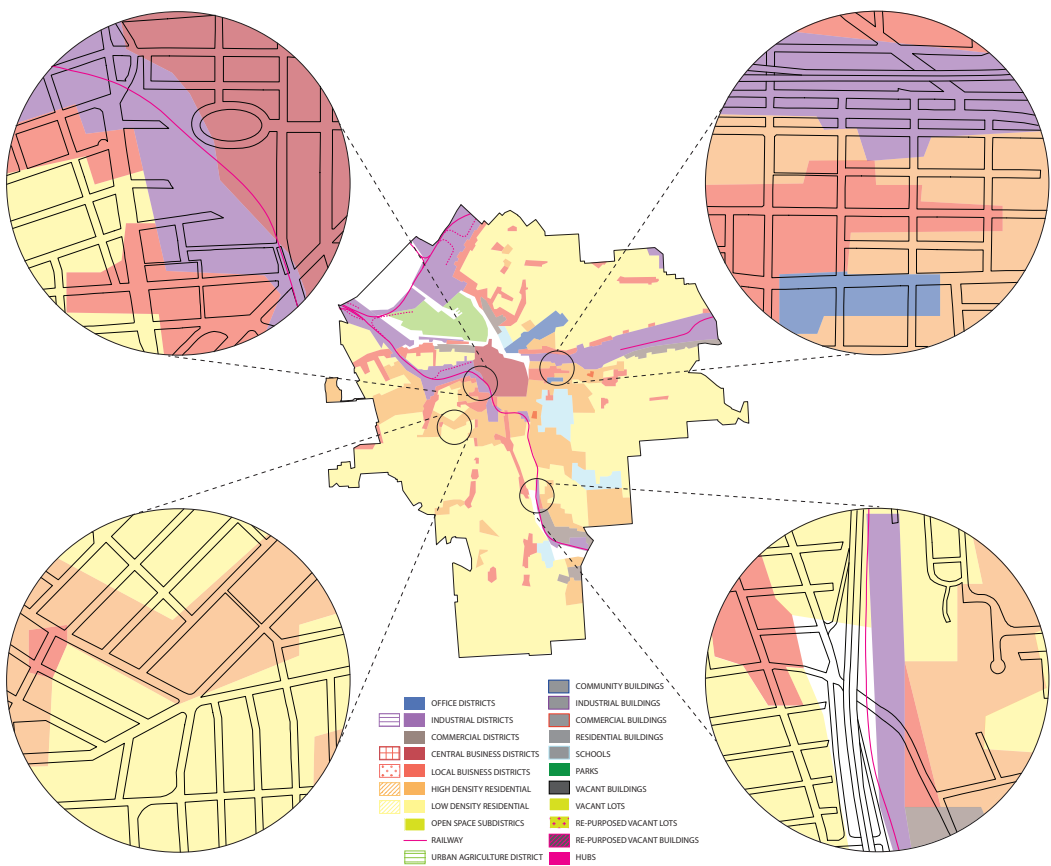 OFFICE DISTRICTS
INDUSTRIAL DISTRICTS
COMMERCIAL DISTRICTS
CENTRAL BUSINESS DISTRICTS
LOCAL BUSINESS DISTRICTS
HIGH DENSITY RESIDENTIAL
LOW DENSITY RESIDENTIAL
OPEN SPACE SUBDISTRICS
RAILWAY
URBAN AGRICULTURE DISTRICT
COMMUNITY BUILDINGS
INDUSTRIAL BUILDINGS
COMMERCIAL BUILDINGS
RESIDENTIAL BUILDINGS
SCHOOLS
PARKS
VACANT BUILDINGS
VACANT LOTS
RE-PURPOSED VACANT LOTS
RE-PURPOSED VACANT BUILDINGS
HUBS